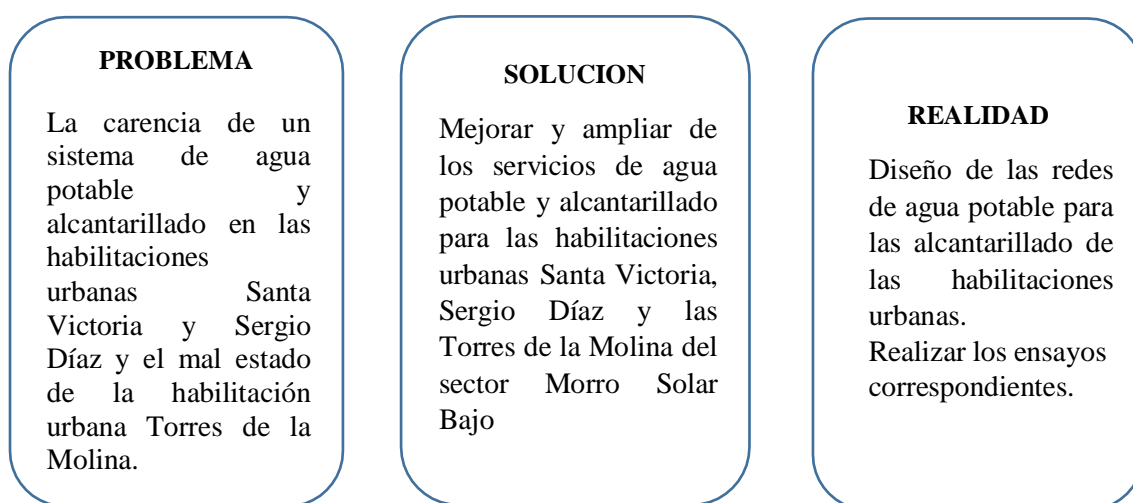 PROBLEMA
La carencia de un
sistema de agua
potable y
alcantarillado en las
habilitaciones
urbanas Santa
Victoria y Sergio
Díaz y el mal estado
de la habilitación
urbana Torres de la
Molina.
SOLUCION
Mejorar y ampliar de
los servicios de agua
potable y alcantarillado
para las habilitaciones
urbanas Santa Victoria,
Sergio Díaz y las
Torres de la Molina del
sector Morro Solar
Bajo
REALIDAD
Diseño de las redes
de agua potable para
las alcantarillado de
las habilitaciones
urbanas.
Realizar los ensayos
correspondientes.